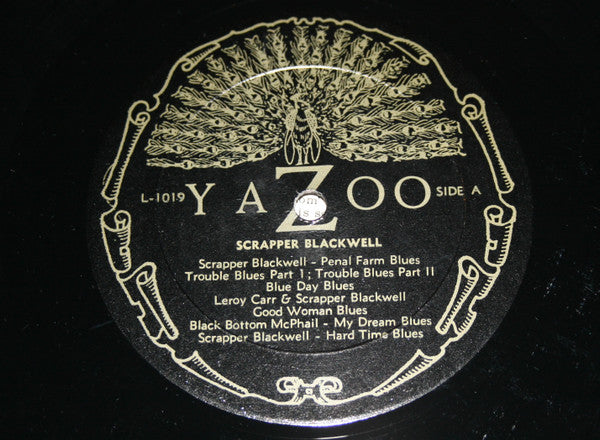 L-1019 YAZOO SIDE A
SCRAPPER BLACKWELL
Scrapper Blackwell - Penal Farm Blues
Trouble Blues Part 1; Trouble Blues Part II
Blue Day Blues
Leroy Carr & Scrapper Blackwell
Good Woman Blues
Black Bottom McPhail - My Dream Blues
Scrapper Blackwell - Hard Time Blues